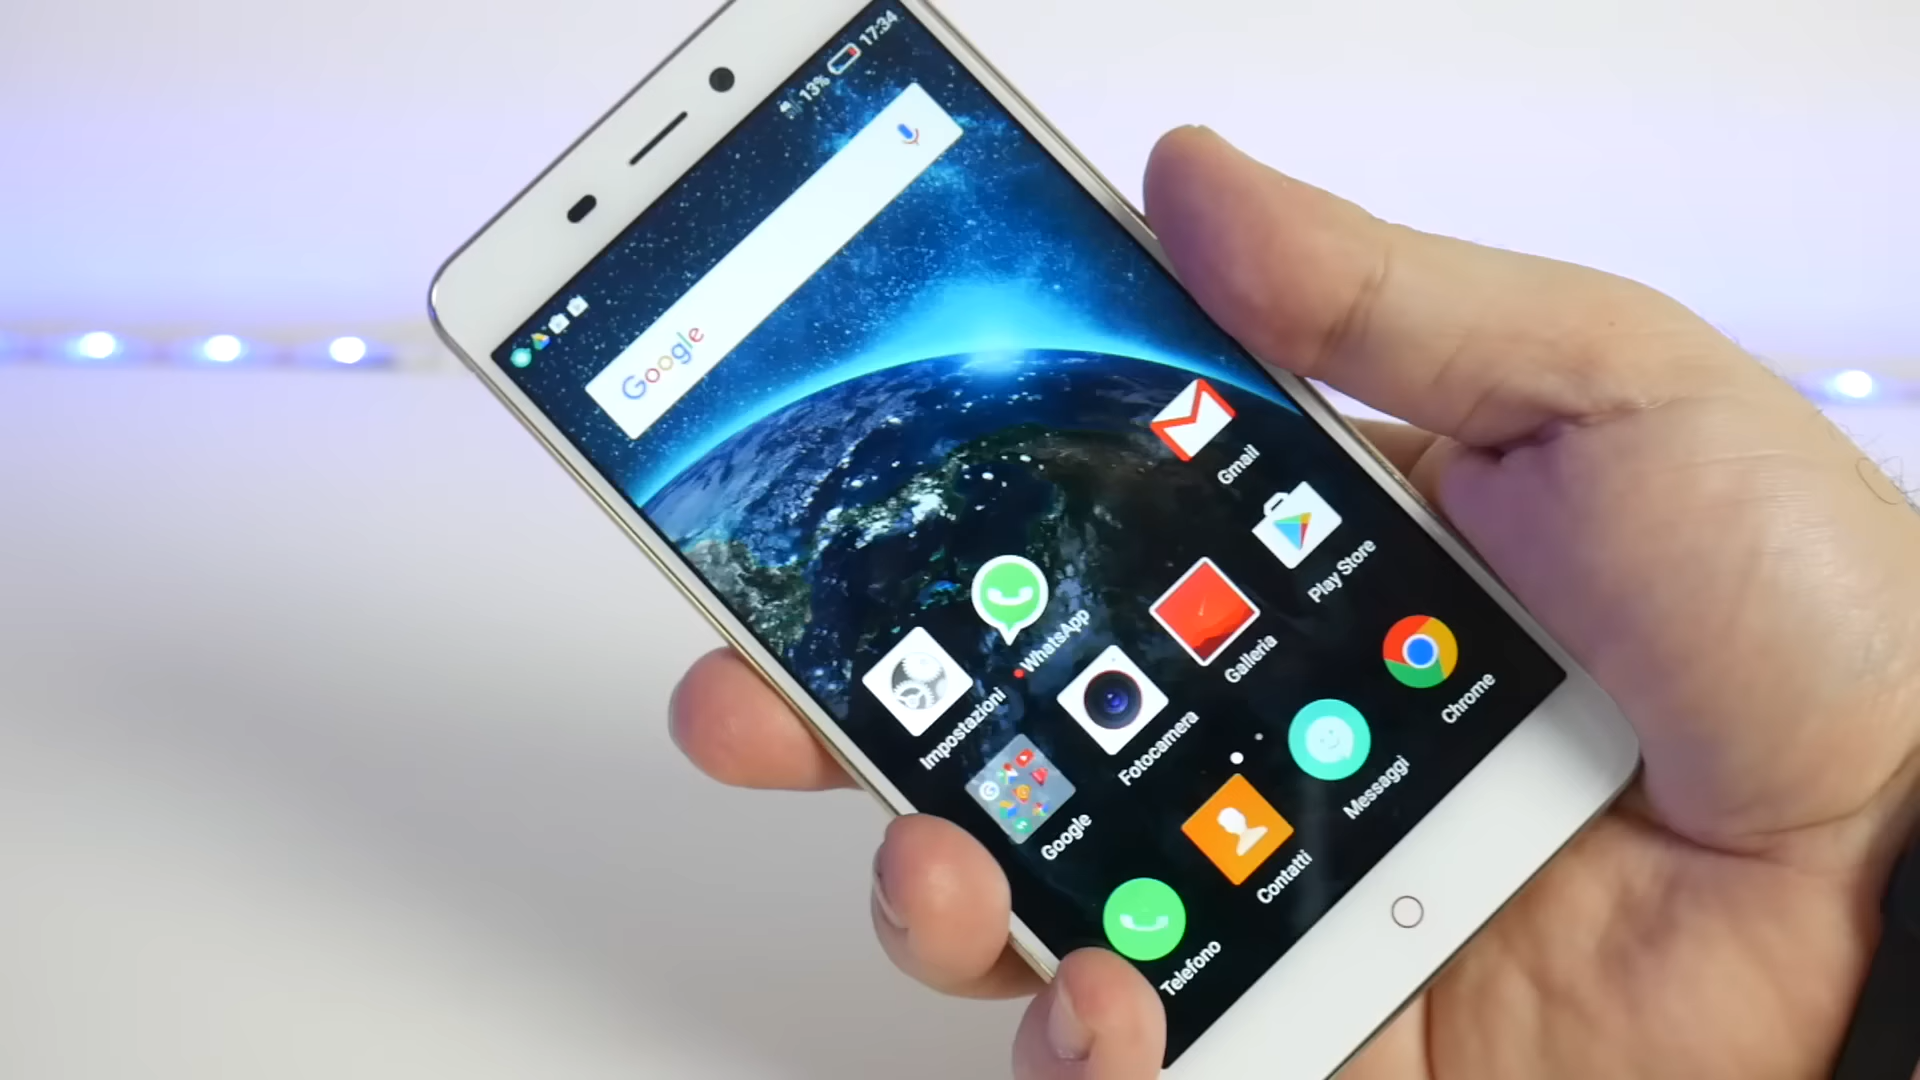 13% 17:34
Google
Gmail
Play Store
WhatsApp
Galleria
Chrome
Impostazioni
Fotocamera
Messaggi
Google
Contatti
Telefono